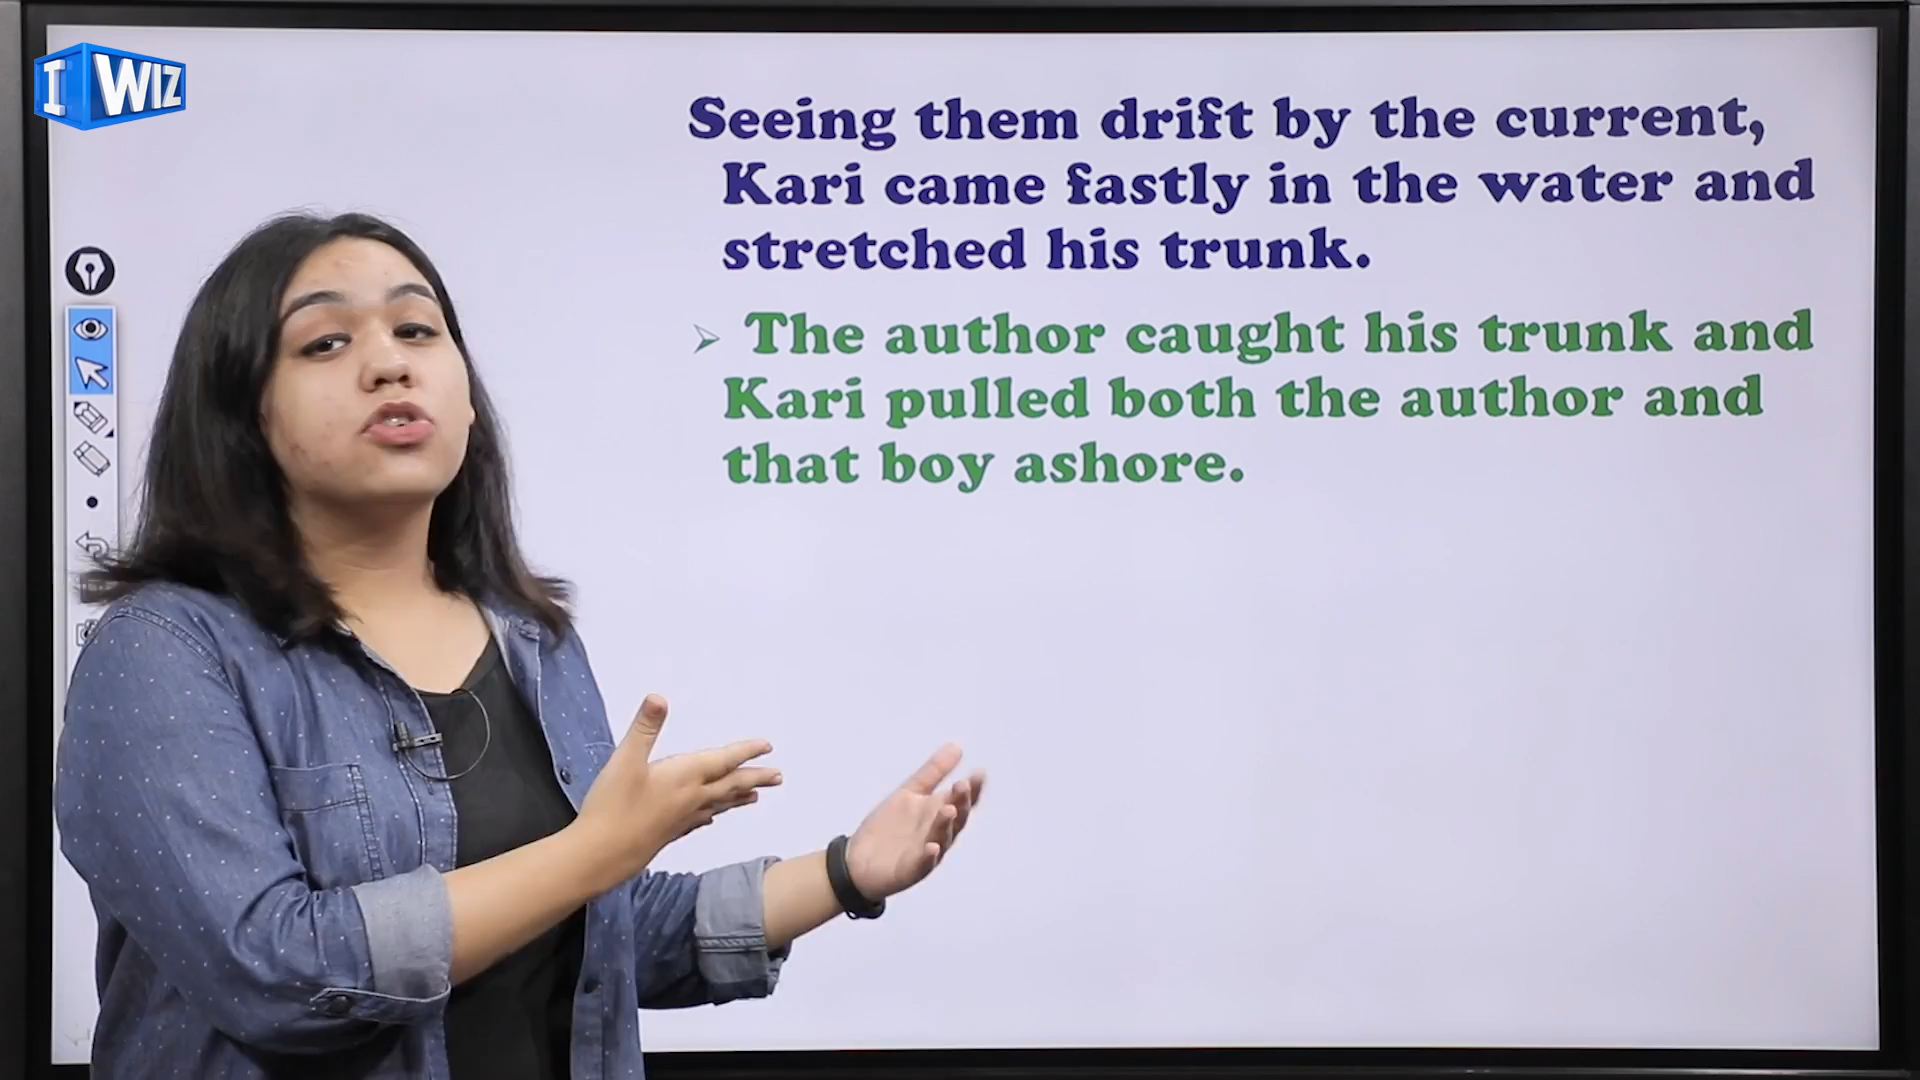 I WIZ
Seeing them drift by the current,
Kari came fastly in the water and
stretched his trunk.
The author caught his trunk and
Kari pulled both the author and
that boy ashore.